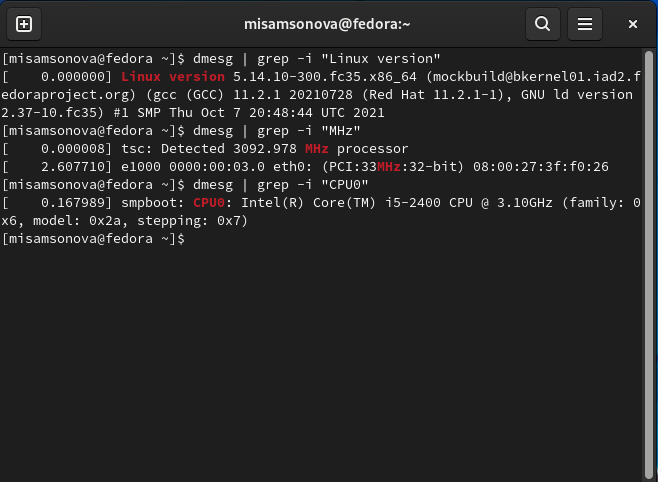 misamsonova@fedora:~
[misamsonova@fedora ~]$ dmesg | grep -i "Linux version"
[    0.000000] Linux version 5.14.10-300.fc35.x86_64 (mockbuild@bkernel01.iad2.f
edoraproject.org) (gcc (GCC) 11.2.1 20210728 (Red Hat 11.2.1-1), GNU ld version
2.37-10.fc35) #1 SMP Thu Oct 7 20:48:44 UTC 2021
[misamsonova@fedora ~]$ dmesg | grep -i "MHz"
[    0.000008] tsc: Detected 3092.978 MHz processor
[    2.607710] e1000 0000:00:03.0 eth0: (PCI:33MHz:32-bit) 08:00:27:3f:f0:26
[misamsonova@fedora ~]$ dmesg | grep -i "CPU0"
[    0.167989] smpboot: CPU0: Intel(R) Core(TM) i5-2400 CPU @ 3.10GHz (family: 0
x6, model: 0x2a, stepping: 0x7)
[misamsonova@fedora ~]$